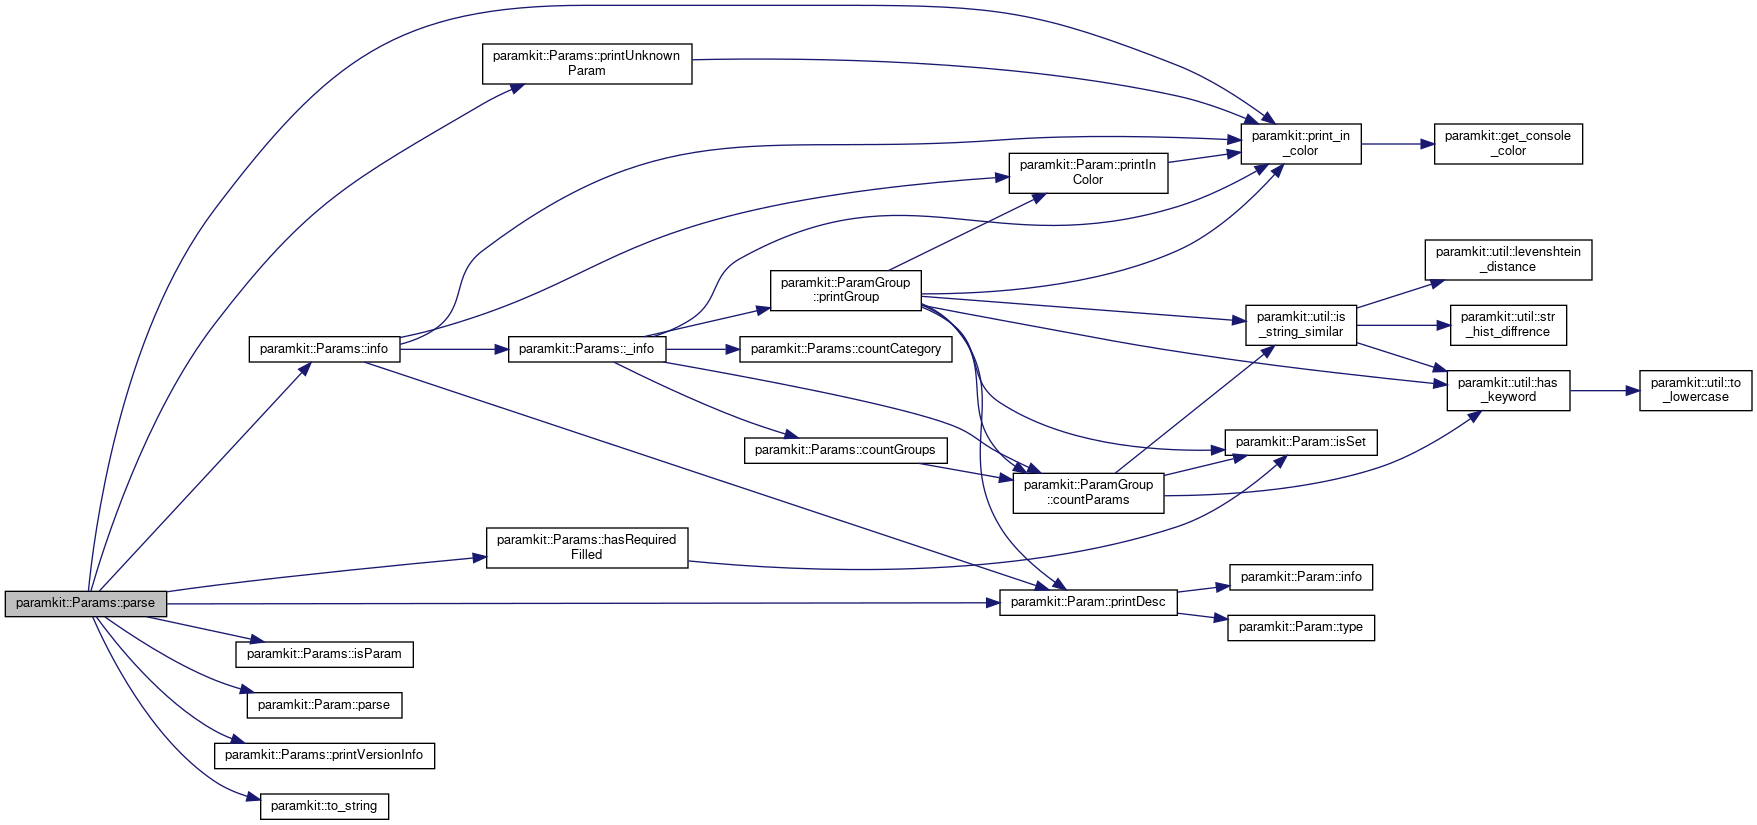 paramkit::Params::printUnknown
Param
paramkit::print_in
_color
paramkit::get_console
_color
paramkit::Param::printIn
Color
paramkit::util::levenshtein
_distance
paramkit::ParamGroup
::printGroup
paramkit::util::is
_string_similar
paramkit::util::str
_hist_diffrence
paramkit::Params::info
paramkit::Params::_info
paramkit::Params::countCategory
paramkit::util::has
_keyword
paramkit::util::to
_lowercase
paramkit::Params::countGroups
paramkit::Param::isSet
paramkit::ParamGroup
::countParams
paramkit::Params::hasRequired
Filled
paramkit::Param::info
paramkit::Params::parse
paramkit::Param::printDesc
paramkit::Param::type
paramkit::Params::isParam
paramkit::Param::parse
paramkit::Params::printVersionInfo
paramkit::to_string